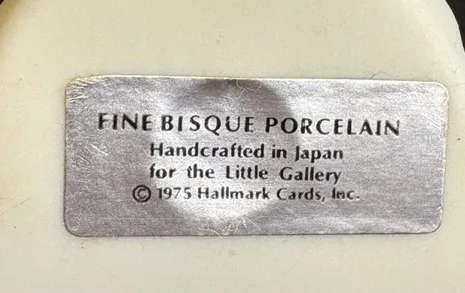 FINE BISQUE PORCELAIN
Handcrafted in Japan
for the Little Gallery
© 1975 Hallmark Cards, Inc.